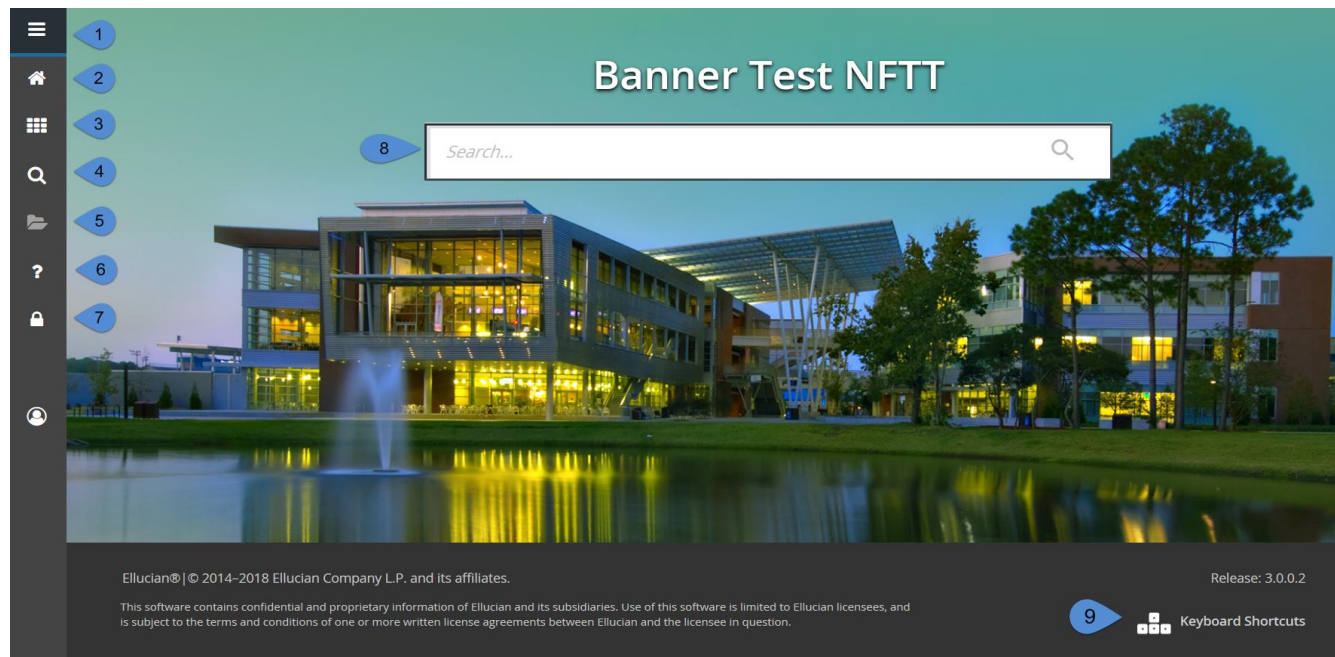 1
Banner Test NFTT
2
3
8
Search...
4
5
6
?
7
Ellucian®|© 2014–2018 Ellucian Company L.P. and its affiliates.
Release: 3.0.0.2
This software contains confidential and proprietary information of Ellucian and its subsidiaries. Use of this software is limited to Ellucian licensees, and
is subject to the terms and conditions of one or more written license agreements between Ellucian and the licensee in question.
9
Keyboard Shortcuts